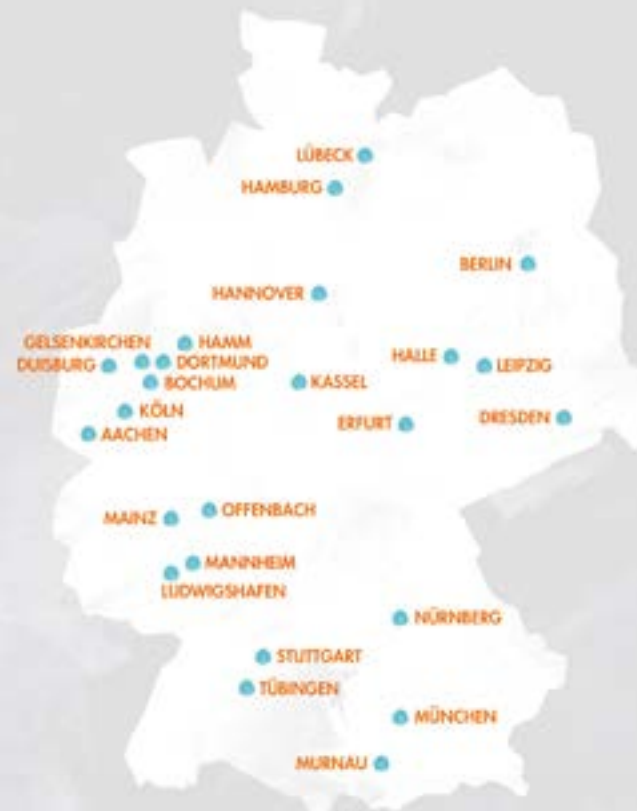 LÜBECK
HAMBURG
BERLIN
HANNOVER
GELSENKIRCHEN
HAMM
DUISBURG
DORTMUND
HALLE
LEIPZIG
BOCHUM
KASSEL
KÖLN
ERFURT
DRESDEN
AACHEN
MAINZ
OFFENBACH
MANNHEIM
LUDWIGSHAFEN
NÜRNBERG
STUTTGART
TÜBINGEN
MÜNCHEN
MURNAU